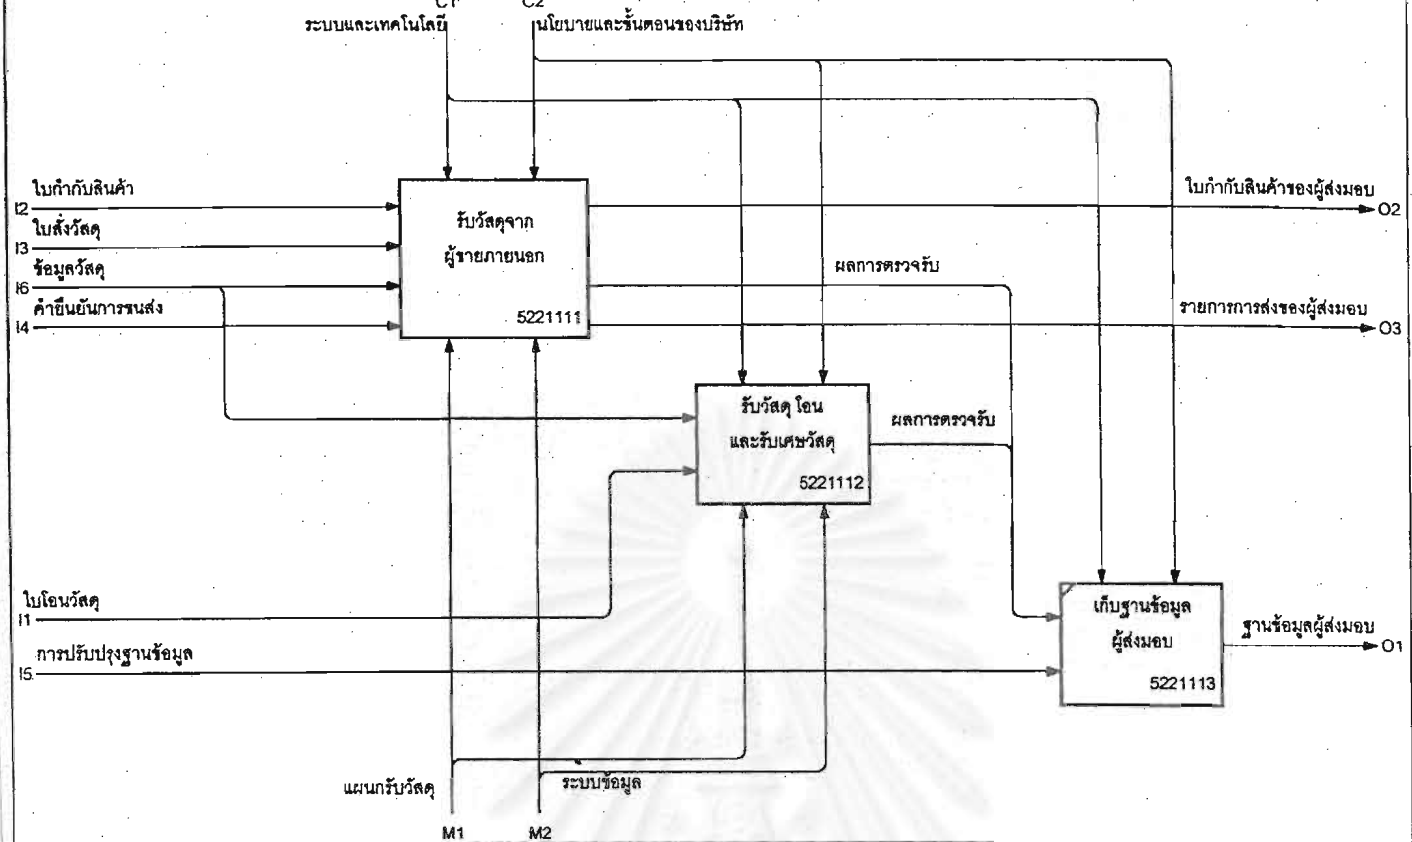 C1 C2
ระบบและเทคโนโลยี นโยบายและขั้นตอนของบริษัท
ใบกำกับสินค้า
I2
ใบสั่งวัสดุ
I3
ข้อมูลวัสดุ
I6
คำยืนยันการขนส่ง
I4
รับวัสดุจาก
ผู้ขายภายนอก
5221111
ใบกำกับสินค้าของผู้ส่งมอบ
O2
ผลการตรวจรับ
รายการการส่งของผู้ส่งมอบ
O3
รับวัสดุ โอน
และรับเศษวัสดุ
5221112
ผลการตรวจรับ
ใบโอนวัสดุ
I1
การปรับปรุงฐานข้อมูล
I5
เก็บฐานข้อมูล
ผู้ส่งมอบ
5221113
ฐานข้อมูลผู้ส่งมอบ
O1
แผนกรับวัสดุ
ระบบข้อมูล
M1 M2